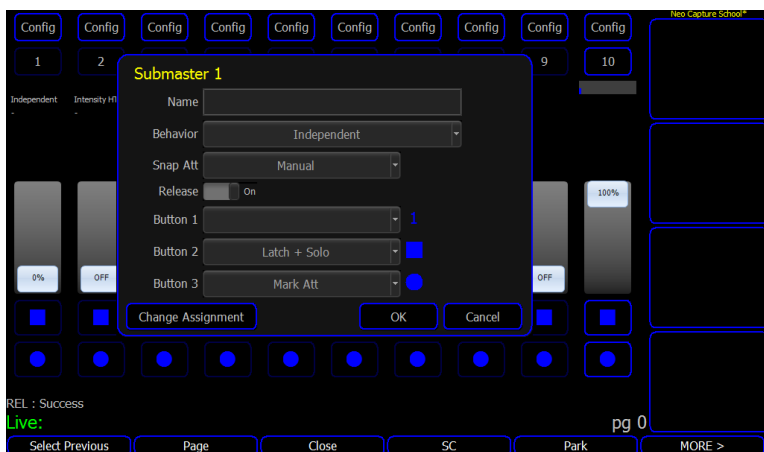 Neo Capture School*
Config Config Config Config Config Config Config Config Config Config
1 2 9 10
Independent Intensity HT
- -
Submaster 1
Name
Behavior Independent
Snap Att Manual
Release On
Button 1 1
Button 2 Latch + Solo
Button 3 Mark Att
Change Assignment OK Cancel
100%
0% OFF OFF
REL : Success
Live: pg 0
Select Previous Page Close SC Park MORE >